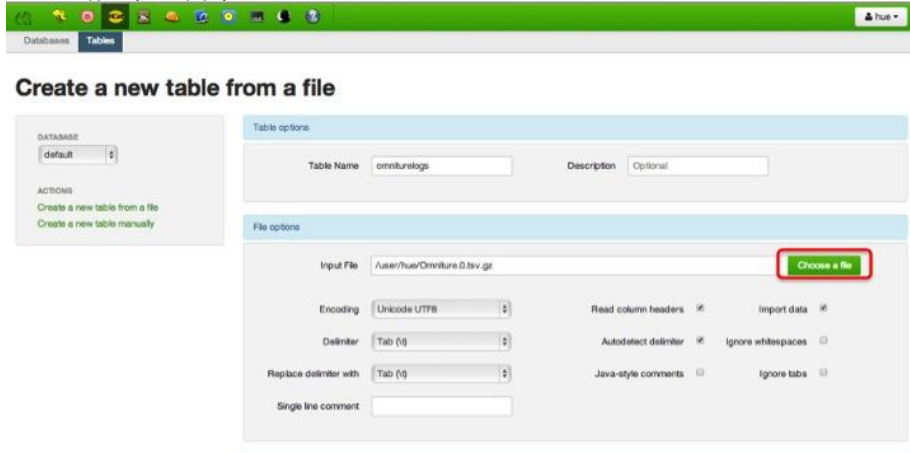 hue
Databases Tables
Create a new table from a file
DATABASE
default
ACTIONS
Create a new table from a file
Create a new table manually
Table options
Table Name omniturelogs Description Optional
File options
Input File /user/hue/Omniture.0.tsv.gz Choose a file
Encoding Unicode UTF8 Read column headers Import data
Delimiter Tab (\t) Autodetect delimiter Ignore whitespaces
Replace delimiter with Tab (\t) Java-style comments Ignore tabs
Single line comment